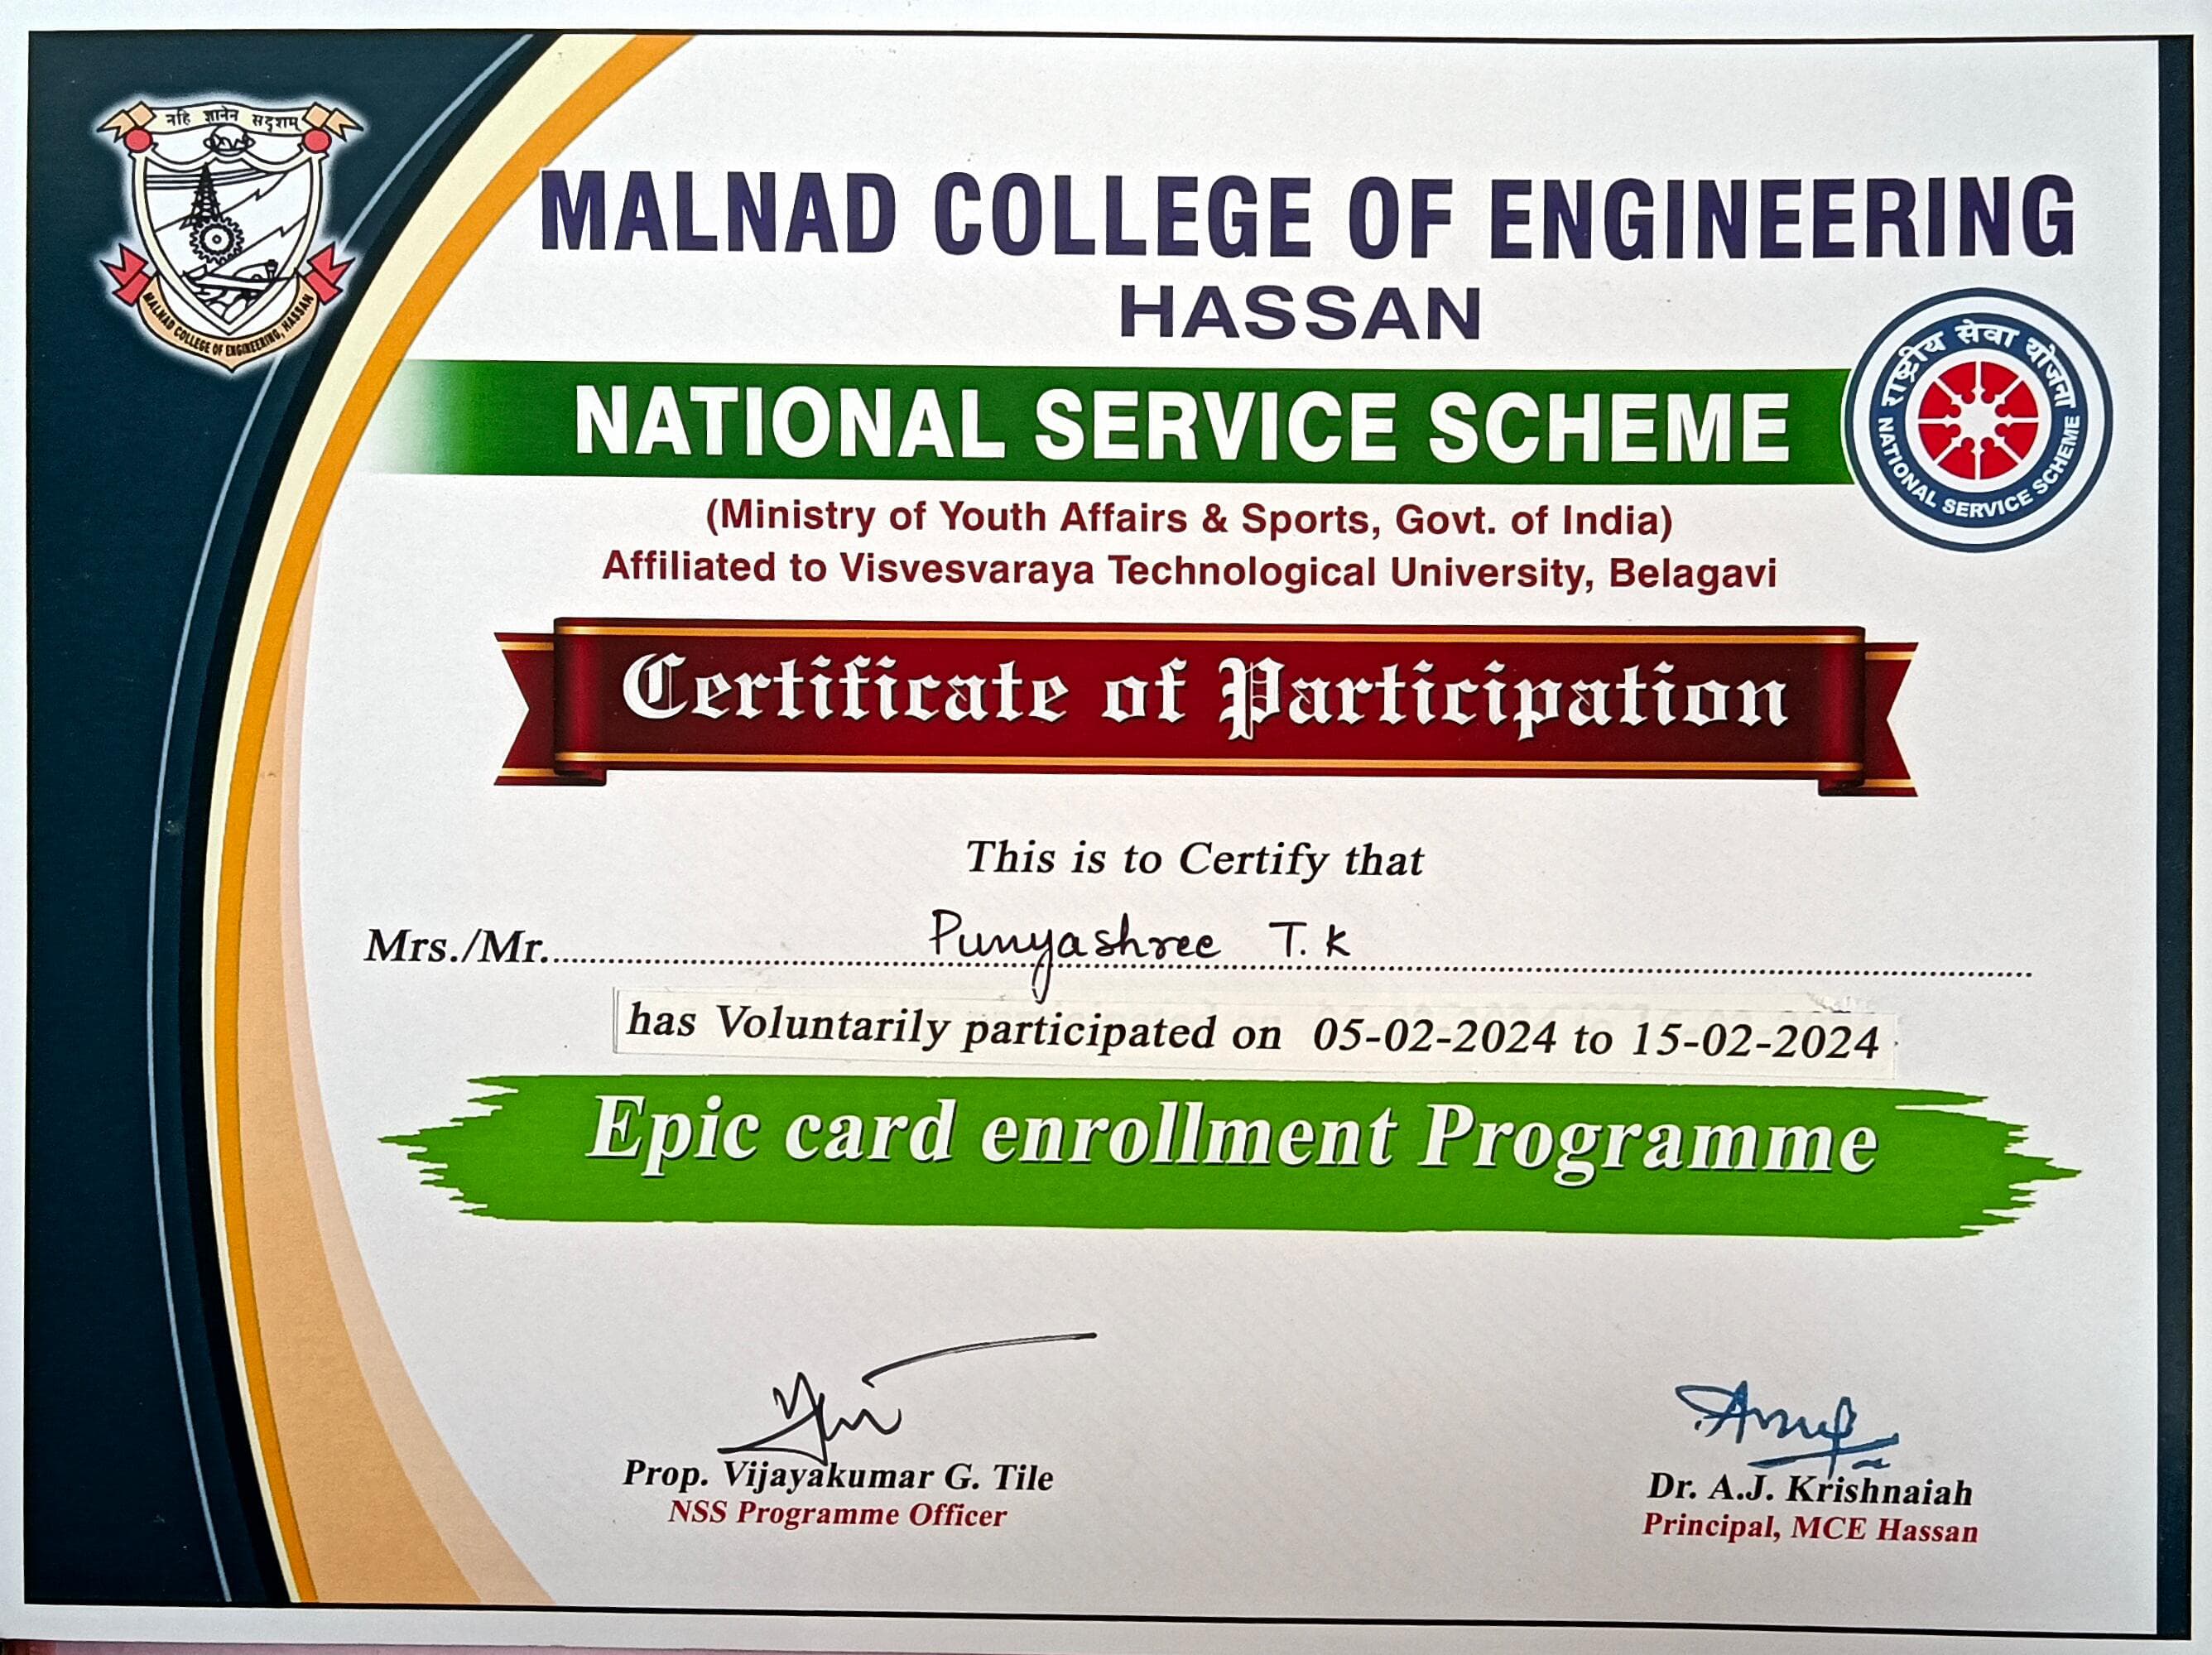 नहि ज्ञानेन सदृशम्
MALNAD COLLEGE OF ENGINEERING, HASSAN
MALNAD COLLEGE OF ENGINEERING
HASSAN
NATIONAL SERVICE SCHEME
राष्ट्रीय सेवा योजना
NATIONAL SERVICE SCHEME
(Ministry of Youth Affairs & Sports, Govt. of India)
Affiliated to Visvesvaraya Technological University, Belagavi
Certificate of Participation
This is to Certify that
Mrs./Mr. Punyashree T. K
has Voluntarily participated on 05-02-2024 to 15-02-2024
Epic card enrollment Programme
Prop. Vijayakumar G. Tile
NSS Programme Officer
Dr. A.J. Krishnaiah
Principal, MCE Hassan